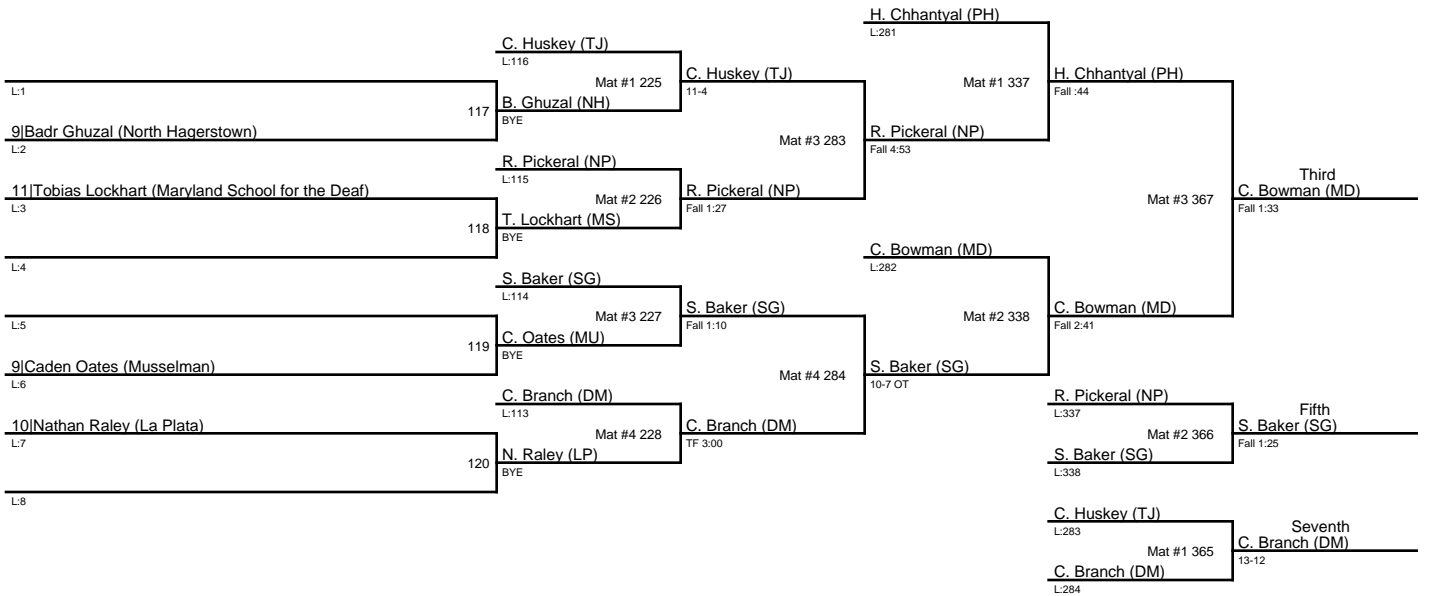 H. Chhantyal (PH)
L:281
C. Huskey (TJ)
L:116
Mat #1 225
C. Huskey (TJ)
11-4
Mat #1 337
H. Chhantyal (PH)
Fall :44
L:1
117
B. Ghuzal (NH)
BYE
9|Badr Ghuzal (North Hagerstown)
L:2
Mat #3 283
R. Pickeral (NP)
Fall 4:53
R. Pickeral (NP)
L:115
11|Tobias Lockhart (Maryland School for the Deaf)
L:3
Mat #2 226
R. Pickeral (NP)
Fall 1:27
Mat #3 367
Third
C. Bowman (MD)
Fall 1:33
118
T. Lockhart (MS)
BYE
L:4
C. Bowman (MD)
L:282
S. Baker (SG)
L:114
L:5
Mat #3 227
S. Baker (SG)
Fall 1:10
Mat #2 338
C. Bowman (MD)
Fall 2:41
119
C. Oates (MU)
BYE
9|Caden Oates (Musselman)
L:6
Mat #4 284
S. Baker (SG)
10-7 OT
C. Branch (DM)
L:113
R. Pickeral (NP)
L:337
10|Nathan Raley (La Plata)
L:7
Mat #4 228
C. Branch (DM)
TF 3:00
Mat #2 366
Fifth
S. Baker (SG)
Fall 1:25
120
N. Raley (LP)
BYE
S. Baker (SG)
L:338
L:8
C. Huskey (TJ)
L:283
Mat #1 365
Seventh
C. Branch (DM)
13-12
C. Branch (DM)
L:284